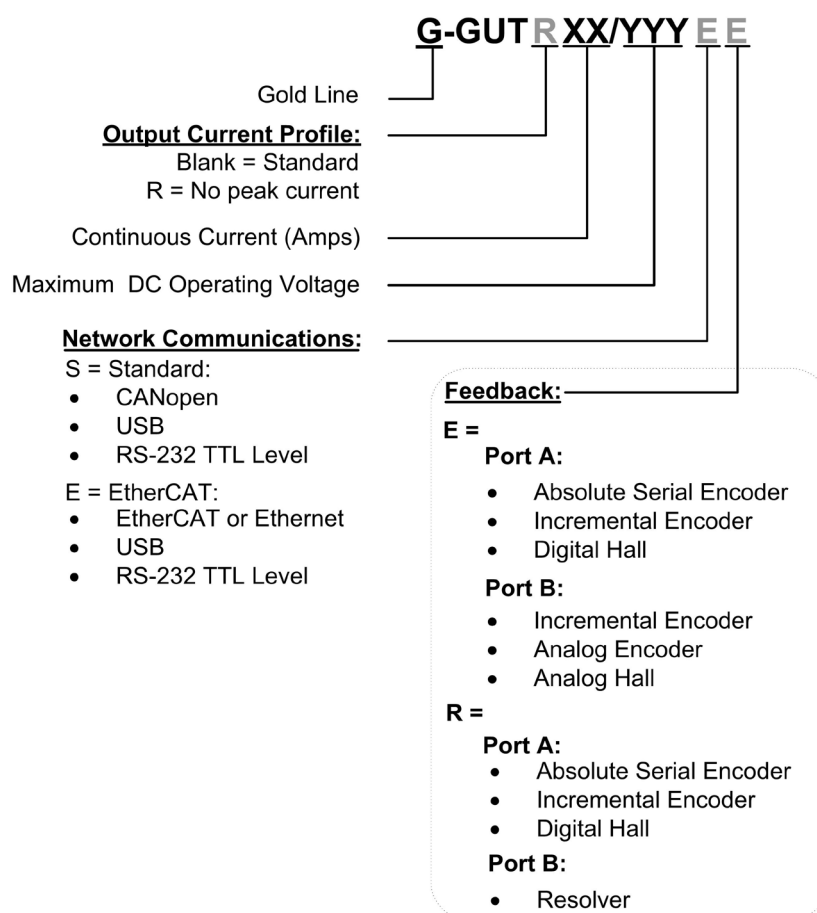 G-GUTRXX/YYYEE
Gold Line
Output Current Profile:
Blank = Standard
R = No peak current
Continuous Current (Amps)
Maximum DC Operating Voltage
Network Communications:
S = Standard:
• CANopen
• USB
• RS-232 TTL Level
E = EtherCAT:
• EtherCAT or Ethernet
• USB
• RS-232 TTL Level
Feedback:
E =
Port A:
• Absolute Serial Encoder
• Incremental Encoder
• Digital Hall
Port B:
• Incremental Encoder
• Analog Encoder
• Analog Hall
R =
Port A:
• Absolute Serial Encoder
• Incremental Encoder
• Digital Hall
Port B:
• Resolver